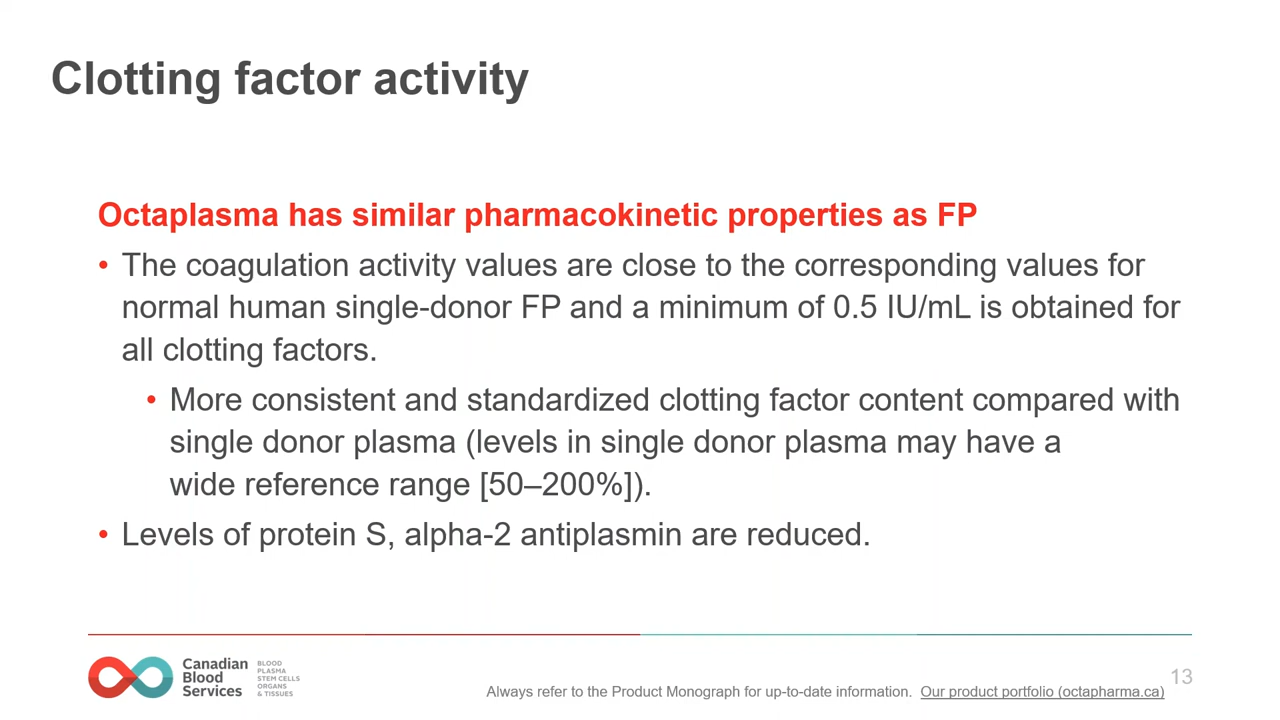 Clotting factor activity
Octaplasma has similar pharmacokinetic properties as FP
• The coagulation activity values are close to the corresponding values for
normal human single-donor FP and a minimum of 0.5 IU/mL is obtained for
all clotting factors.
• More consistent and standardized clotting factor content compared with
single donor plasma (levels in single donor plasma may have a
wide reference range [50–200%]).
• Levels of protein S, alpha-2 antiplasmin are reduced.
Canadian
Blood
Services
BLOOD
PLASMA
STEM CELLS
ORGANS
& TISSUES
Always refer to the Product Monograph for up-to-date information. Our product portfolio (octapharma.ca)
13